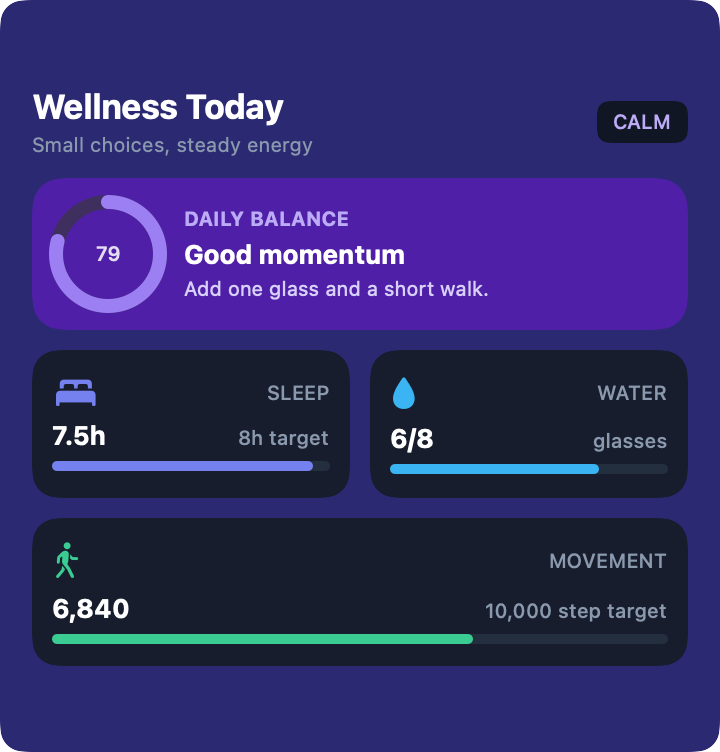 Wellness Today
Small choices, steady energy
CALM
79
DAILY BALANCE
Good momentum
Add one glass and a short walk.
SLEEP
7.5h
8h target
WATER
6/8
glasses
MOVEMENT
6,840
10,000 step target